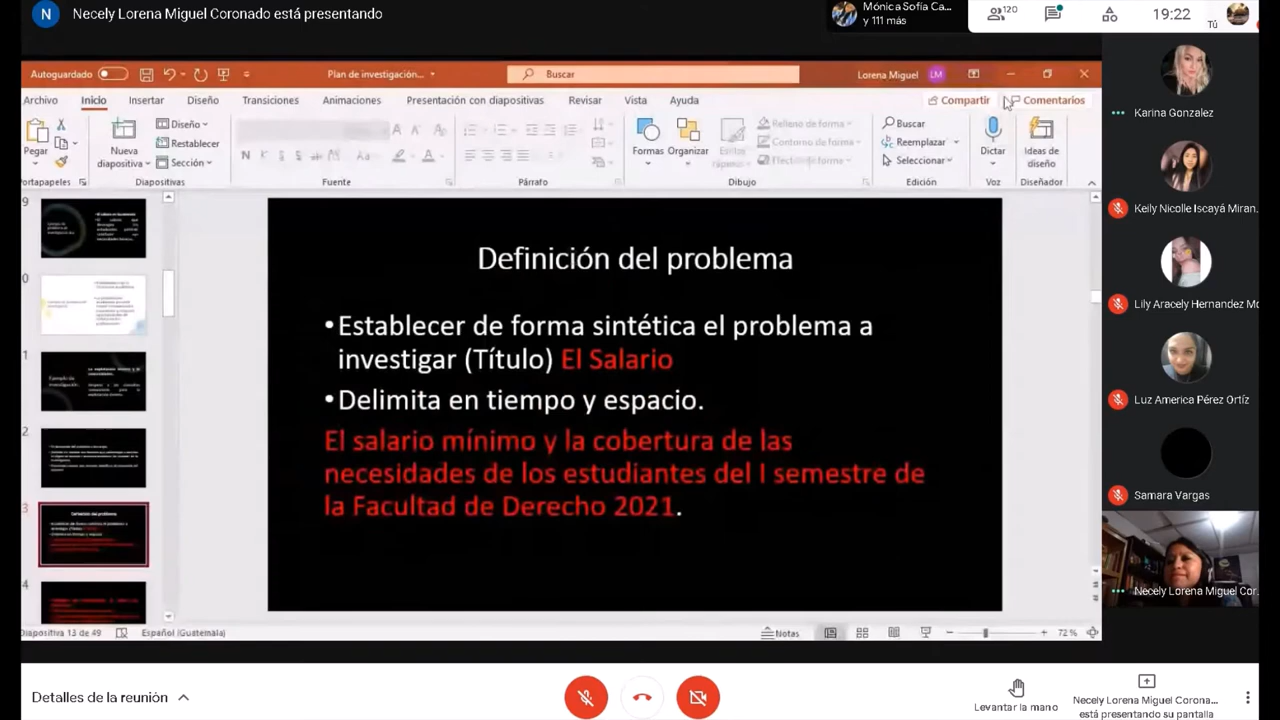 N Necely Lorena Miguel Coronado está presentando
Mónica Sofía Ca...
y 111 más
120
19:22
Tú
Autoguardado
Plan de investigación...
Buscar
Lorena Miguel LM
Archivo Inicio Insertar Diseño Transiciones Animaciones Presentación con diapositivas Revisar Vista Ayuda
Compartir Comentarios
Pegar
Nueva
diapositiva
Diseño
Restablecer
Sección
Formas Organizar
Estilos
rápidos
Relleno de forma
Contorno de forma
Buscar
Reemplazar
Seleccionar
Dictar
Ideas de
diseño
Portapapeles Diapositivas Fuente Párrafo Dibujo Edición Voz Diseñador
Definición del problema
•Establecer de forma sintética el problema a
investigar (Título) El Salario
•Delimita en tiempo y espacio.
El salario mínimo y la cobertura de las
necesidades de los estudiantes del I semestre de
la Facultad de Derecho 2021.
Diapositiva 13 de 49 Español (Guatemala) Notas 72 %
Karina Gonzalez
Keily Nicolle Iscayá Miran...
Lily Aracely Hernandez Mo
Luz America Pérez Ortíz
Samara Vargas
Necely Lorena Miguel Cor...
Detalles de la reunión
Levantar la mano
Necely Lorena Miguel Corona...
está presentando su pantalla